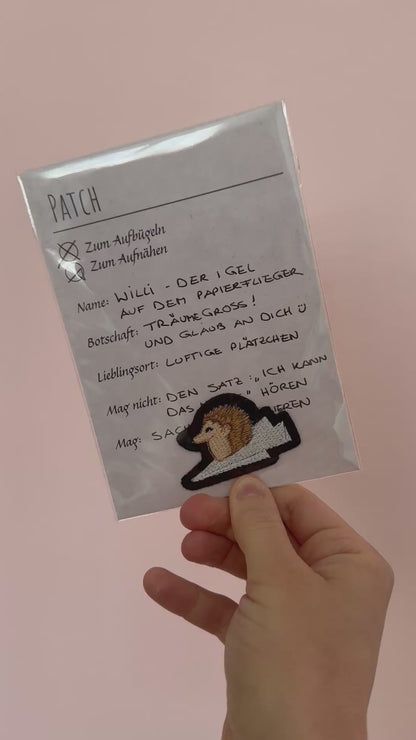 PATCH
Zum Aufbügeln
Zum Aufnähen
Name: WILLI - DER IGEL
AUF DEM PAPIERFLIEGER
Botschaft: TRÄUME GROSS!
UND GLAUB AN DICH Ü
Lieblingsort: LUFTIGE PLÄTZCHEN
Mag nicht: DEN SATZ: „ICH KANN
DAS " HÖREN
Mag: